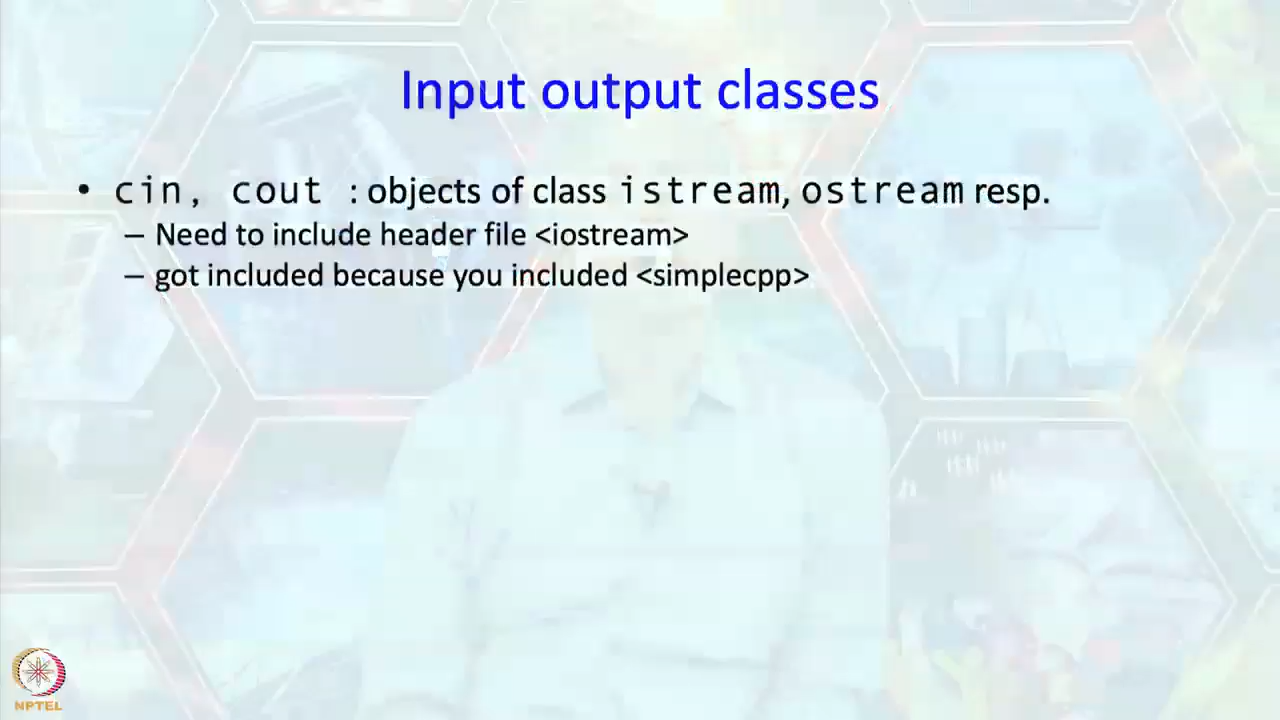 Input output classes
• cin, cout : objects of class istream, ostream resp.
– Need to include header file <iostream>
– got included because you included <simplecpp>
NPTEL